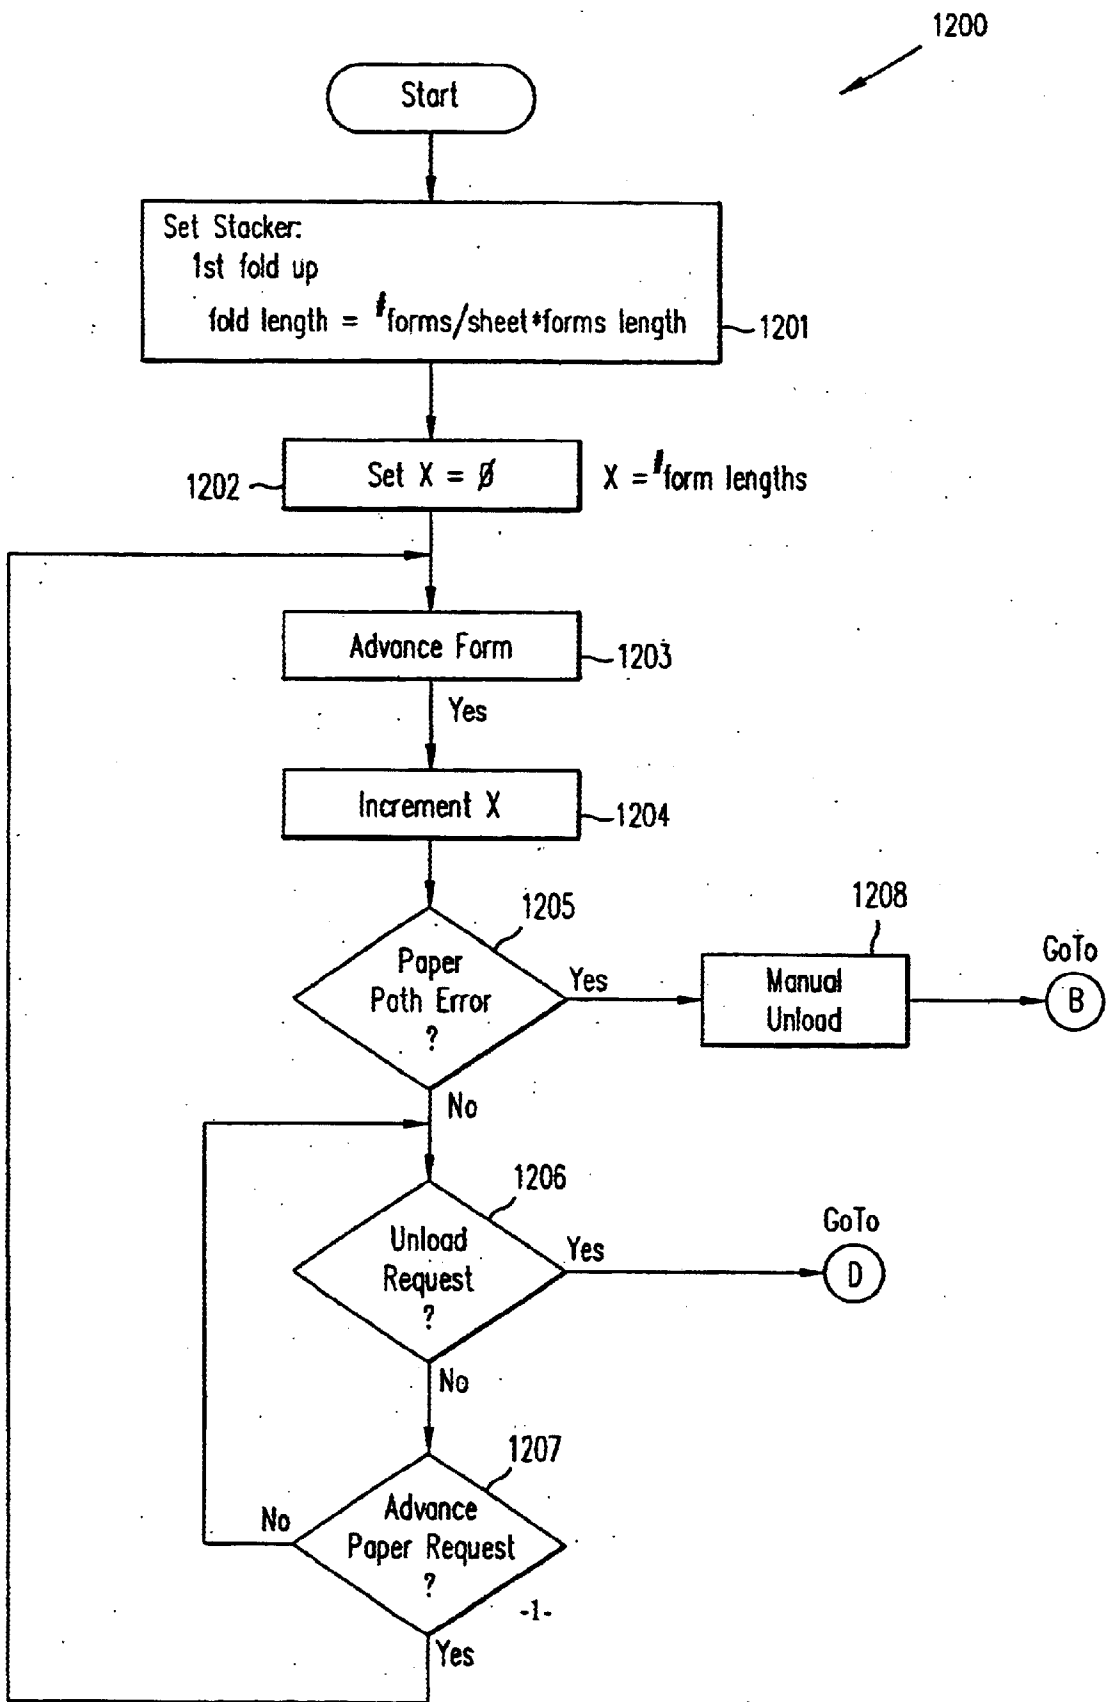 1200
Start
Set Stacker:
1st fold up
fold length = #forms/sheet*forms length
1201
Set X = Ø
1202
X = #form lengths
Advance Form
1203
Yes
Increment X
1204
1205
Paper
Path Error
?
Yes
1208
Manual
Unload
GoTo
B
No
1206
Unload
Request
?
Yes
GoTo
D
No
1207
Advance
Paper Request
?
No
-1-
Yes